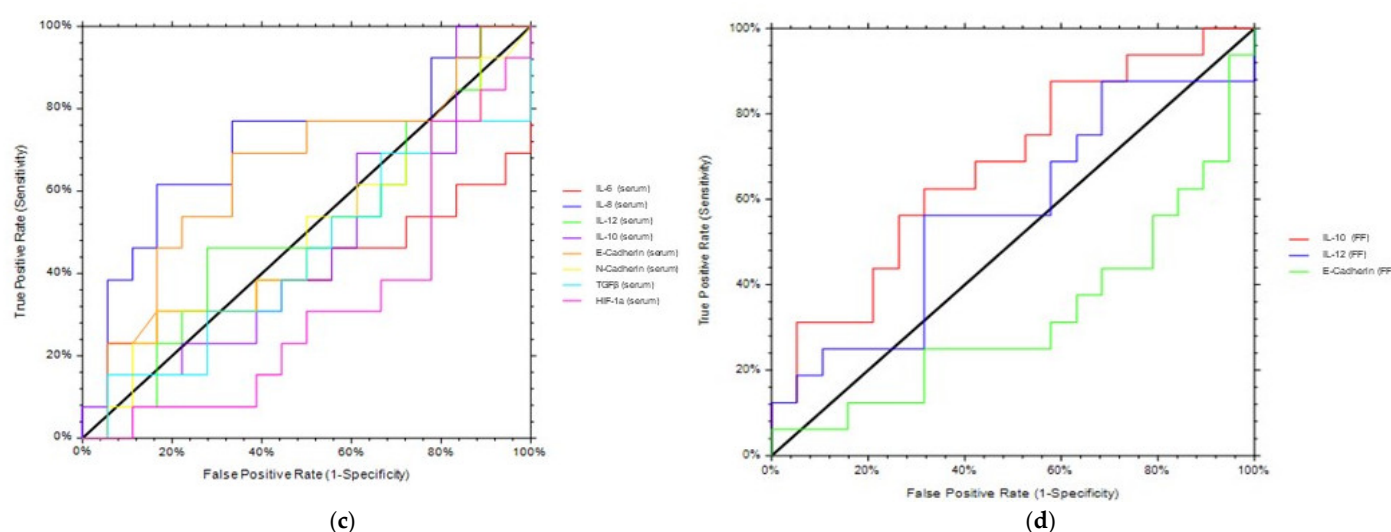 100%
80%
60%
40%
20%
0%
True Positive Rate (Sensitivity)
0%
20%
40%
60%
80%
100%
False Positive Rate (1-Specificity)
IL-6 (serum)
IL-8 (serum)
IL-12 (serum)
IL-10 (serum)
E-Cadherin (serum)
N-Cadherin (serum)
TGFβ (serum)
HIF-1a (serum)
(c)
100%
80%
60%
40%
20%
0%
True Positive Rate (Sensitivity)
0%
20%
40%
60%
80%
100%
False Positive Rate (1-Specificity)
IL-10 (FF)
IL-12 (FF)
E-Cadherin (FF
(d)